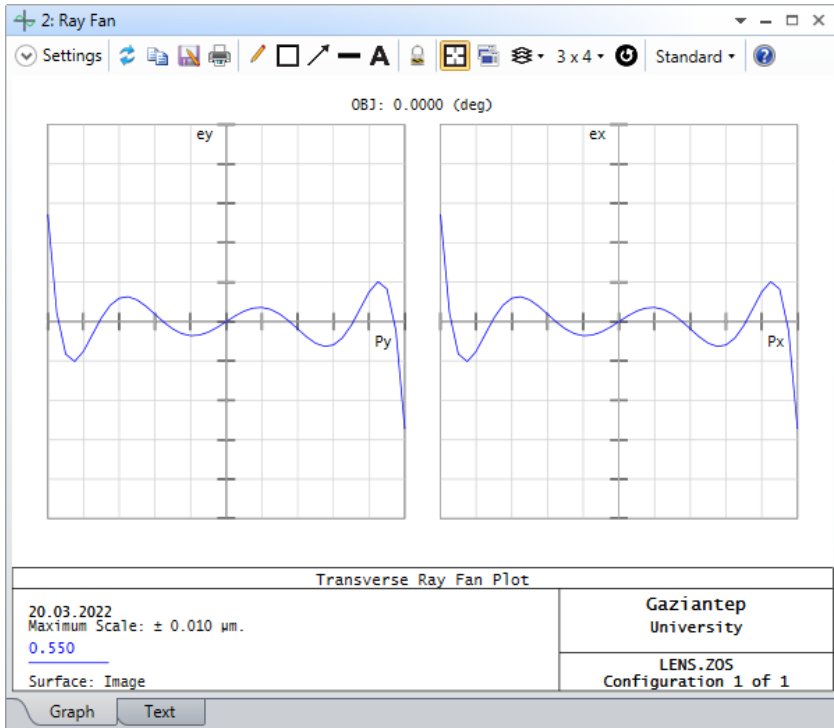 2: Ray Fan
Settings
A
3 x 4
Standard
?
OBJ: 0.0000 (deg)
ey
ex
Py
Px
Transverse Ray Fan Plot
20.03.2022
Maximum Scale: ± 0.010 µm.
0.550
Surface: Image
Gaziantep
University
LENS.ZOS
Configuration 1 of 1
Graph
Text